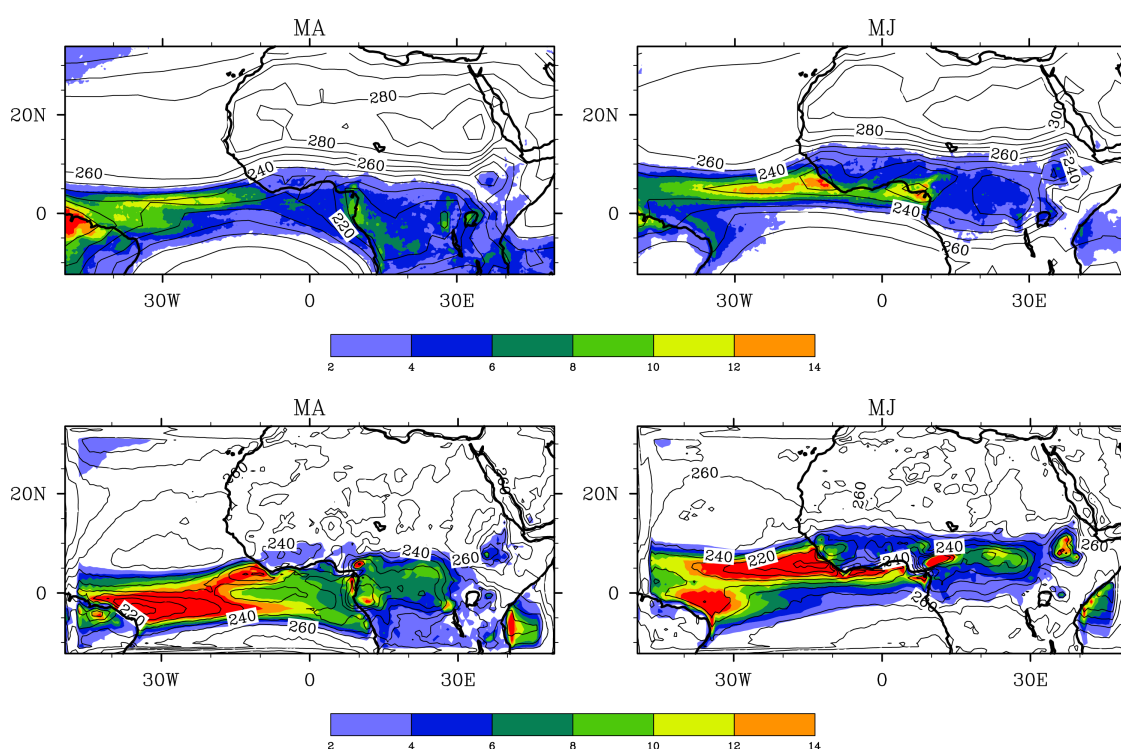 MA MJ
280 300
20N 20N
280 280
260 240 260 260
260 240 240
0 0
220 240 260
30W 0 30E 30W 0 30E
2 4 6 8 10 12 14
MA MJ
260 260 260
20N 20N 260
240 240 260 240 220 240 240 260
0 0
220 240 260 260
30W 0 30E 30W 0 30E
2 4 6 8 10 12 14